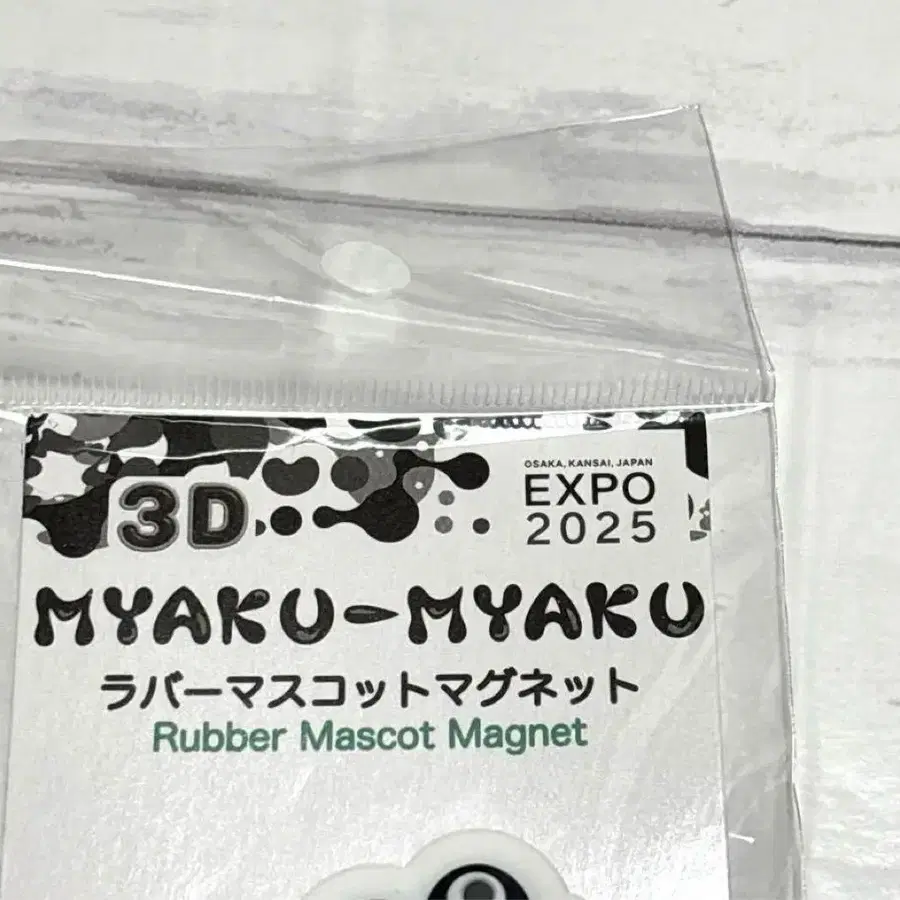 3D
OSAKA, KANSAI, JAPAN
EXPO
2025
MYAKU-MYAKU
ラバーマスコットマグネット
Rubber Mascot Magnet